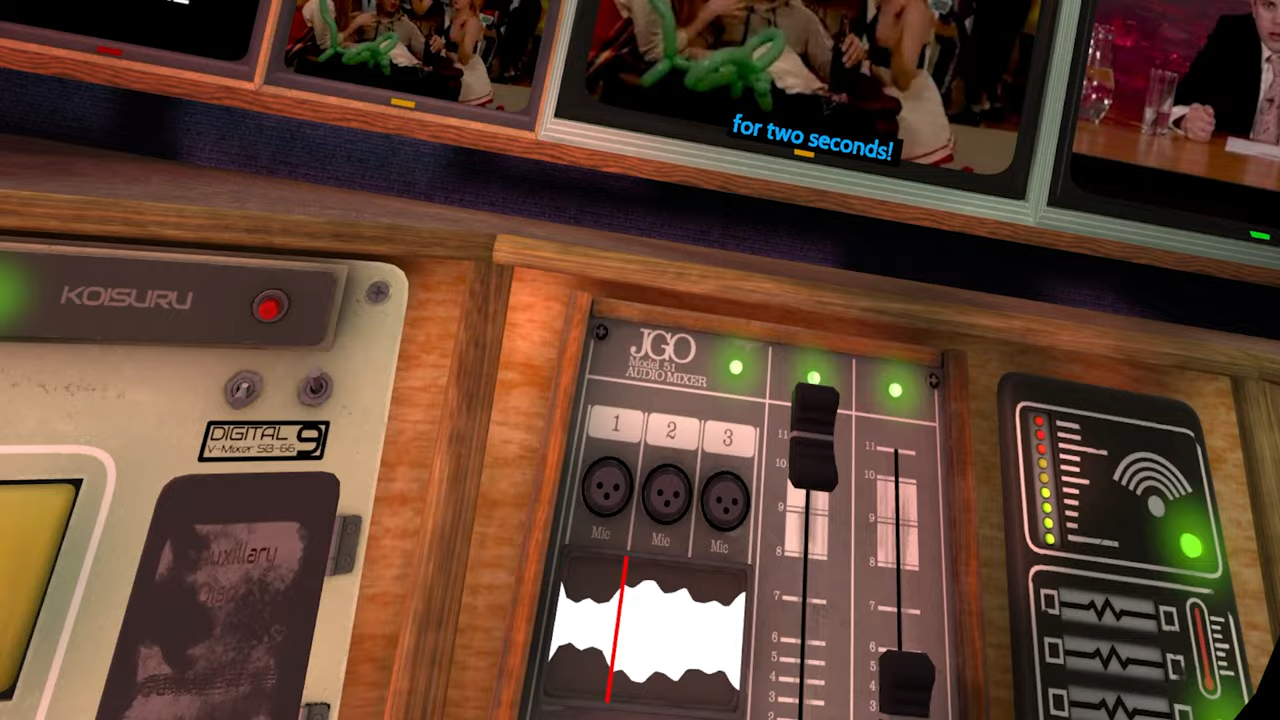 for two seconds!
KOISURU
DIGITAL 9
V-Mixer SB-66
JGO
Model 51
AUDIO MIXER
1 2 3
Mic Mic Mic
11
10
9
8
7
6
5
4
3
2
11
10
9
8
7
6
5
4
3